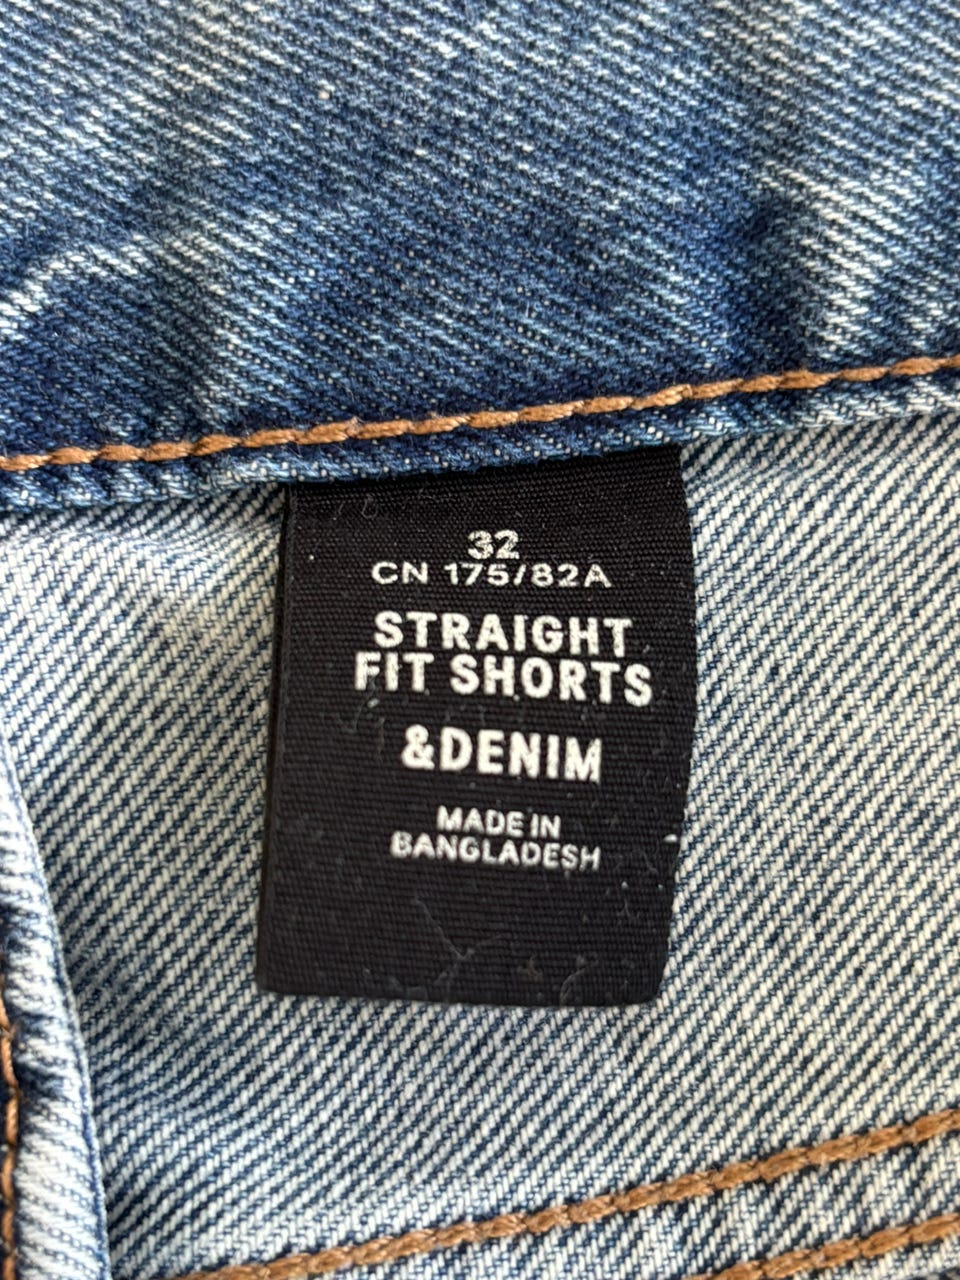 32
CN 175/82A
STRAIGHT
FIT SHORTS
&DENIM
MADE IN
BANGLADESH